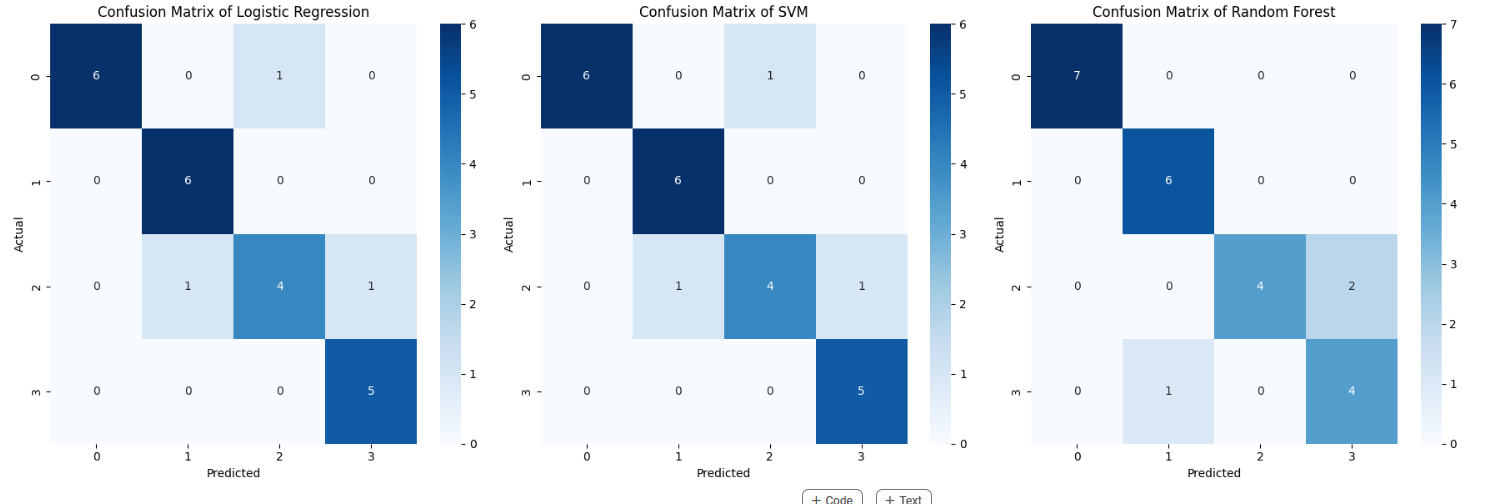 Confusion Matrix of Logistic Regression
6 0 1 0
0 6 0 0
0 1 4 1
0 0 0 5
0
1
2
3
Actual
0 1 2 3
Predicted
6
5
4
3
2
1
0
Confusion Matrix of SVM
6 0 1 0
0 6 0 0
0 1 4 1
0 0 0 5
0
1
2
3
Actual
0 1 2 3
Predicted
6
5
4
3
2
1
0
Confusion Matrix of Random Forest
7 0 0 0
0 6 0 0
0 0 4 2
0 1 0 4
0
1
2
3
Actual
0 1 2 3
Predicted
7
6
5
4
3
2
1
0
+ Code + Text